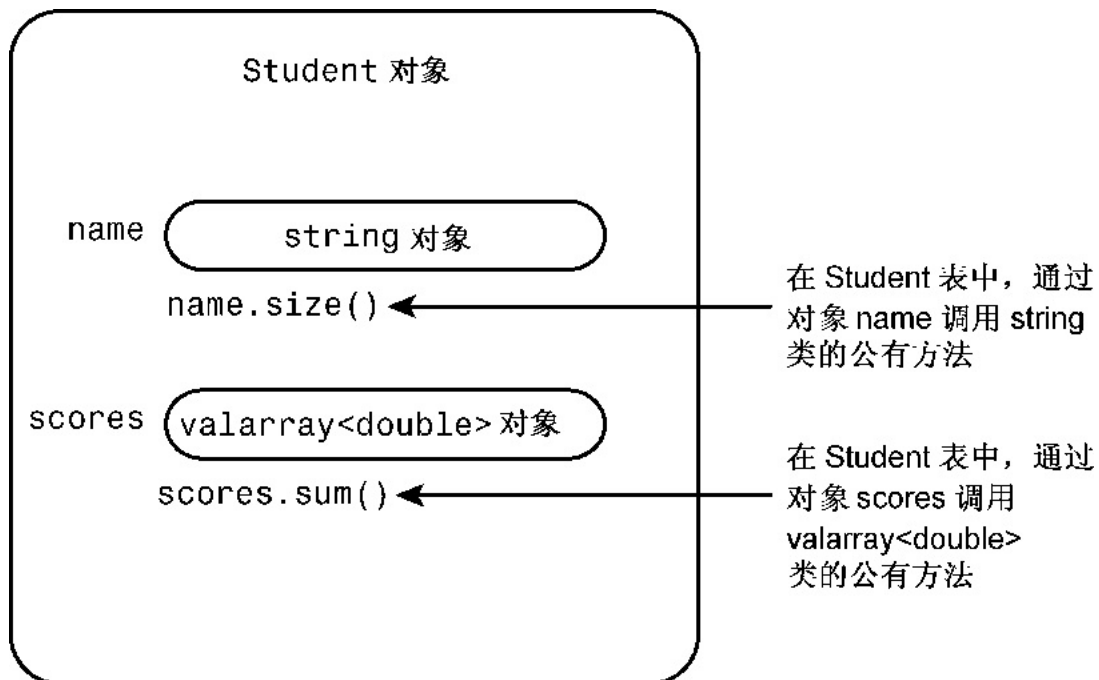 Student 对象
name
string 对象
name.size()
在 Student 表中，通过
对象 name 调用 string
类的公有方法
scores
valarray<double> 对象
scores.sum()
在 Student 表中，通过
对象 scores 调用
valarray<double>
类的公有方法